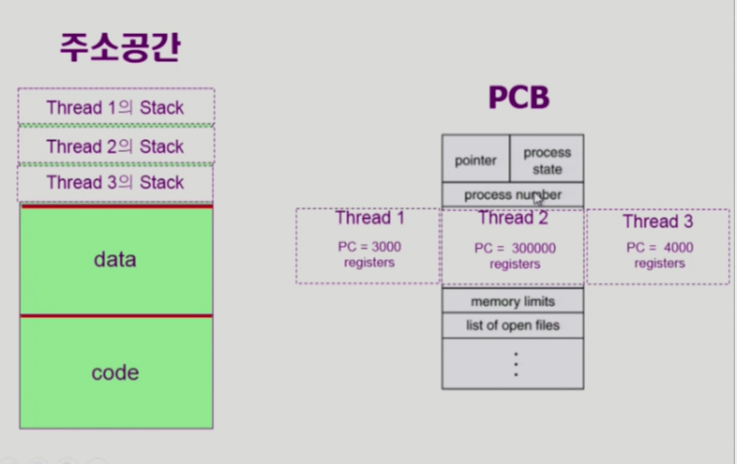 주소공간
Thread 1의 Stack
Thread 2의 Stack
Thread 3의 Stack
data
code
PCB
pointer
process
state
process number
Thread 1
PC = 3000
registers
Thread 2
PC = 300000
registers
Thread 3
PC = 4000
registers
memory limits
list of open files
⋮